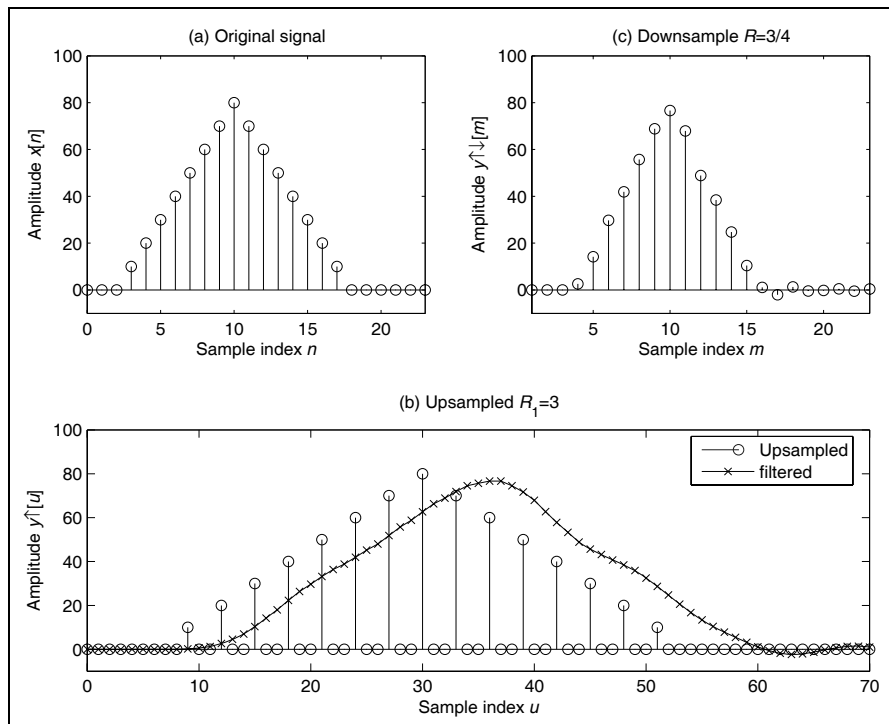 (a) Original signal
100
80
60
40
20
0
Amplitude x[n]
0 5 10 15 20
Sample index n
(c) Downsample R=3/4
100
80
60
40
20
0
Amplitude y↑↓[m]
5 10 15 20
Sample index m
(b) Upsampled R₁=3
100
80
60
40
20
0
Amplitude y↑[u]
Upsampled
filtered
0 10 20 30 40 50 60 70
Sample index u